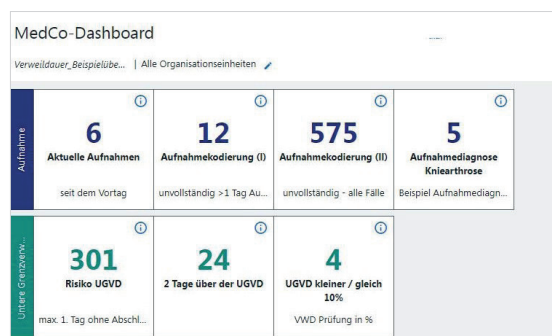 MedCo-Dashboard
Verweildauer_Beispielübe... | Alle Organisationseinheiten
Aufnahme
6
Aktuelle Aufnahmen
seit dem Vortag
12
Aufnahmekodierung (I)
unvollständig >1 Tag Au...
575
Aufnahmekodierung (II)
unvollständig - alle Fälle
5
Aufnahmediagnose
Kniearthrose
Beispiel Aufnahmediagn...
Untere Grenzverw...
301
Risiko UGVD
max. 1. Tag ohne Abschl...
24
2 Tage über der UGVD
4
UGVD kleiner / gleich
10%
VWD Prüfung in %